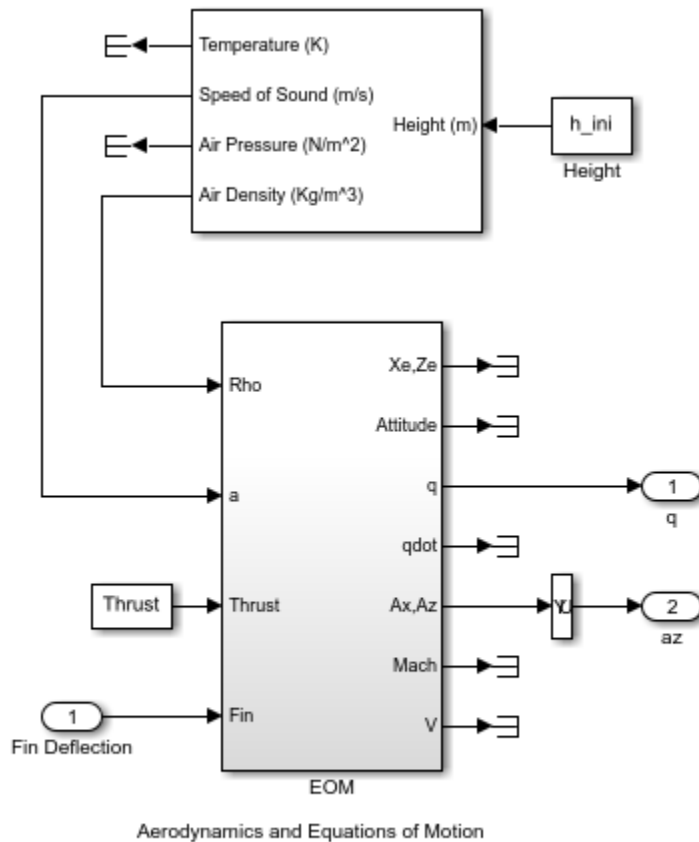 Temperature (K)
Speed of Sound (m/s)
Air Pressure (N/m^2)
Air Density (Kg/m^3)
Height (m)
h_ini
Height
Rho
a
Thrust
Fin
Xe,Ze
Attitude
q
qdot
Ax,Az
Mach
V
Thrust
1
Fin Deflection
1
q
2
az
EOM
Aerodynamics and Equations of Motion